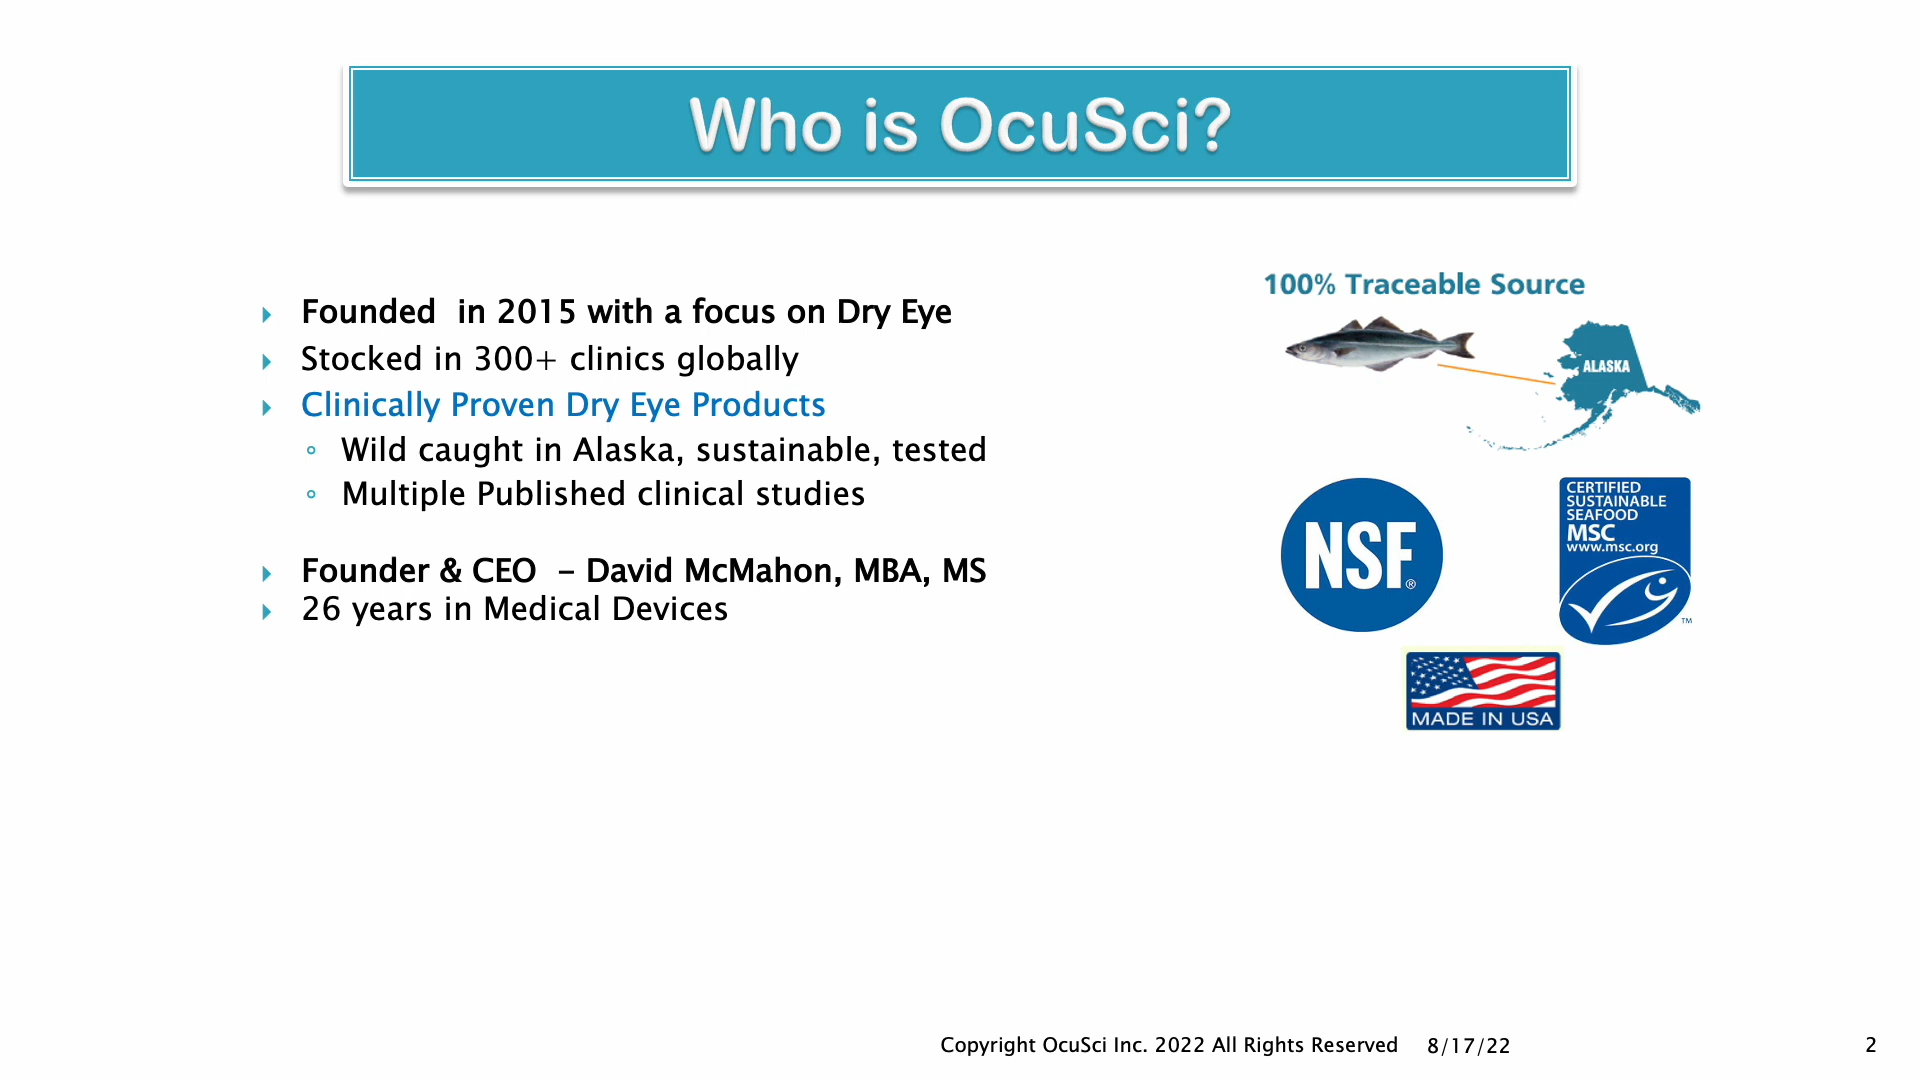 Who is OcuSci?
Founded  in 2015 with a focus on Dry Eye
Stocked in 300+ clinics globally
Clinically Proven Dry Eye Products
Wild caught in Alaska, sustainable, tested
Multiple Published clinical studies
Founder & CEO  - David McMahon, MBA, MS
26 years in Medical Devices
100% Traceable Source
ALASKA
NSF®
CERTIFIED
SUSTAINABLE
SEAFOOD
MSC
www.msc.org
TM
MADE IN USA
Copyright OcuSci Inc. 2022 All Rights Reserved 8/17/22 2